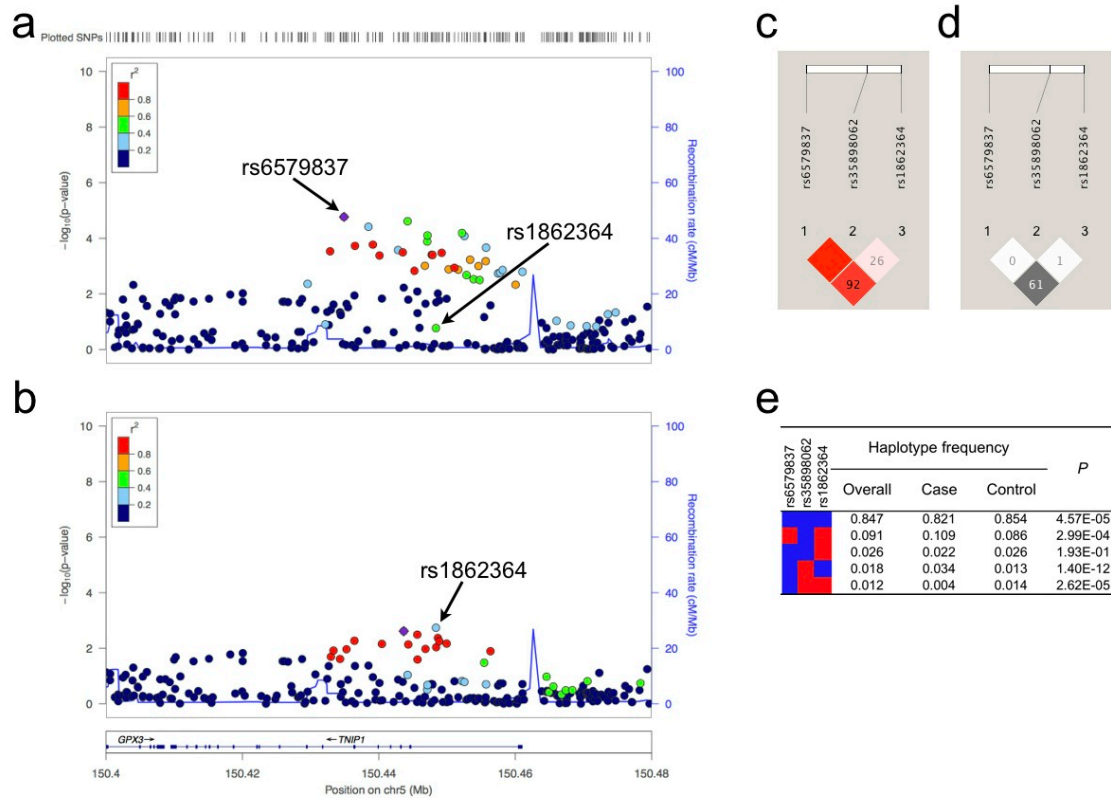 a
Plotted SNPs
10
8
6
4
2
0
−log10(p−value)
100
80
60
40
20
0
Recombination rate (cM/Mb)
r2
0.8
0.6
0.4
0.2
rs6579837
rs1862364
b
10
8
6
4
2
0
−log10(p−value)
100
80
60
40
20
0
Recombination rate (cM/Mb)
r2
0.8
0.6
0.4
0.2
rs1862364
GPX3→
←TNIP1
150.4 150.42 150.44 150.46 150.48
Position on chr5 (Mb)
c
rs6579837
rs35898062
rs1862364
1 2 3
26
92
d
rs6579837
rs35898062
rs1862364
1 2 3
0 1
61
e
rs6579837
rs35898062
rs1862364
Haplotype frequency
P
Overall Case Control
0.847 0.821 0.854 4.57E-05
0.091 0.109 0.086 2.99E-04
0.026 0.022 0.026 1.93E-01
0.018 0.034 0.013 1.40E-12
0.012 0.004 0.014 2.62E-05